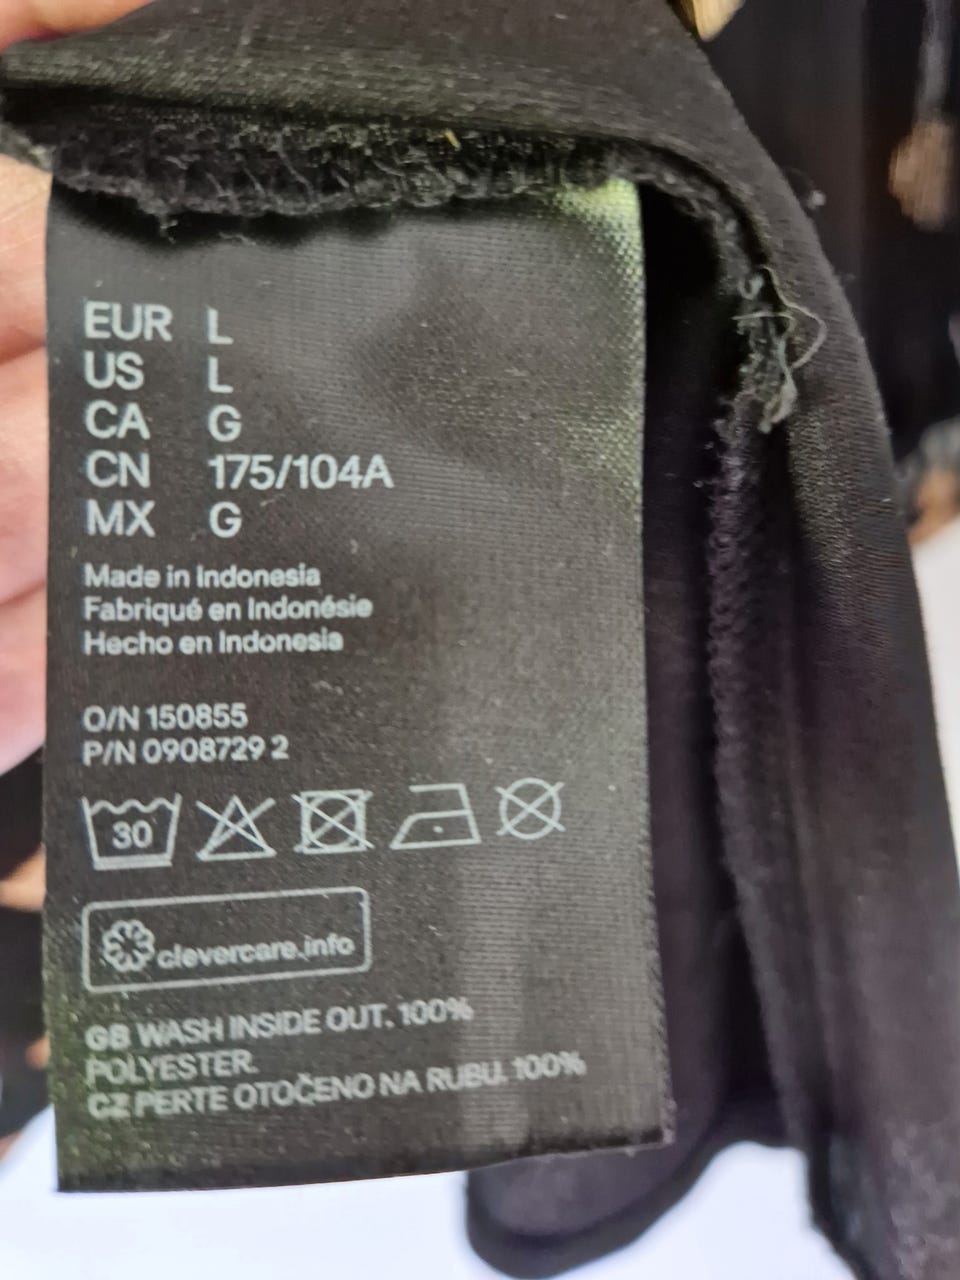 EUR L
US L
CA G
CN 175/104A
MX G
Made in Indonesia
Fabriqué en Indonésie
Hecho en Indonesia
O/N 150855
P/N 0908729 2
30
clevercare.info
GB WASH INSIDE OUT. 100%
POLYESTER.
CZ PERTE OTOČENO NA RUBU. 100%